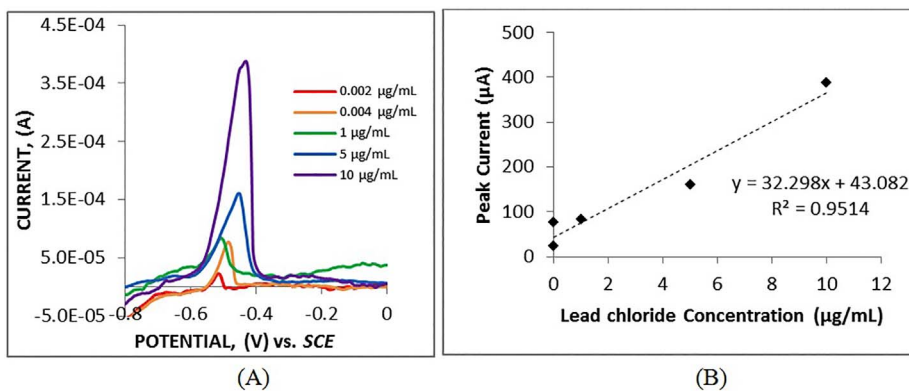 4.5E-04
3.5E-04
2.5E-04
1.5E-04
5.0E-05
-5.0E-05
CURRENT, (A)
0.002 µg/mL
0.004 µg/mL
1 µg/mL
5 µg/mL
10 µg/mL
-0.8 -0.6 -0.4 -0.2 0
POTENTIAL, (V) vs. SCE
(A)
500
400
300
200
100
0
Peak Current (µA)
y = 32.298x + 43.082
R² = 0.9514
0 2 4 6 8 10 12
Lead chloride Concentration (µg/mL)
(B)